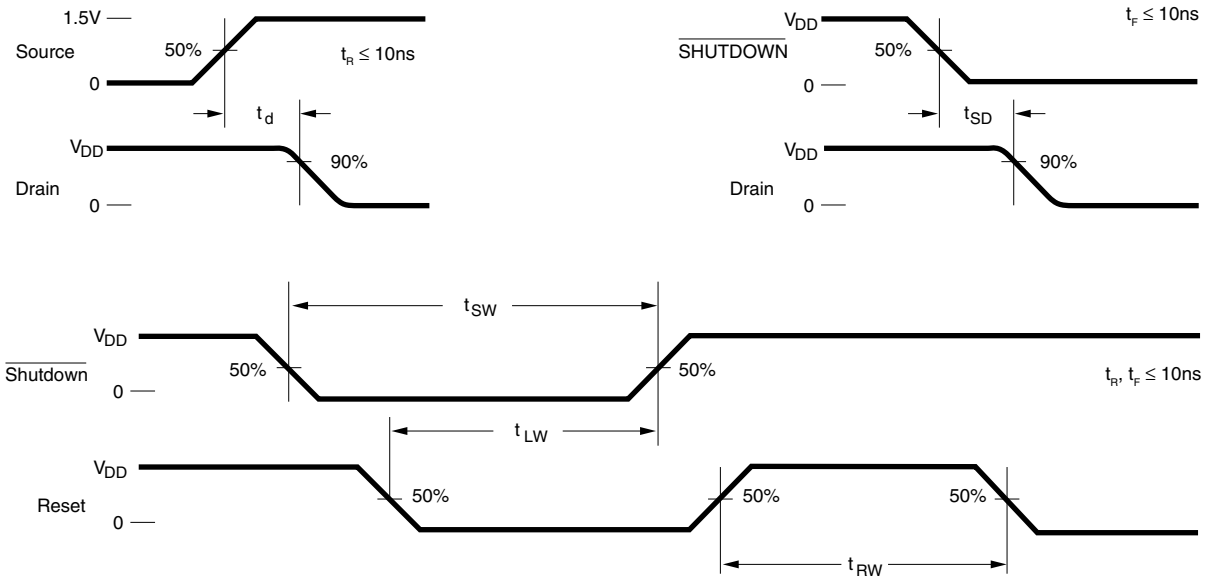 1.5V
Source
50%
t_R ≤ 10ns
0
t_d
V_DD
90%
Drain
0
V_DD
t_F ≤ 10ns
SHUTDOWN
50%
0
t_SD
V_DD
90%
Drain
0
t_SW
V_DD
Shutdown
50%
50%
t_R, t_F ≤ 10ns
0
t_LW
V_DD
Reset
50%
50%
50%
0
t_RW